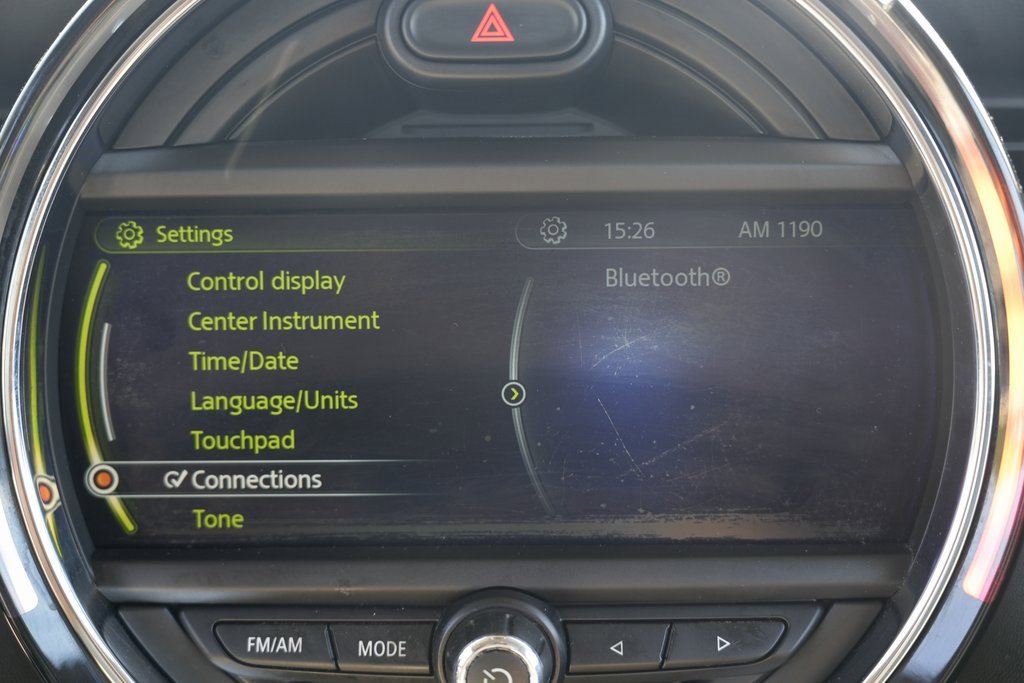 Settings
15:26 AM 1190
Control display
Bluetooth®
Center Instrument
Time/Date
Language/Units
Touchpad
Connections
Tone
FM/AM
MODE